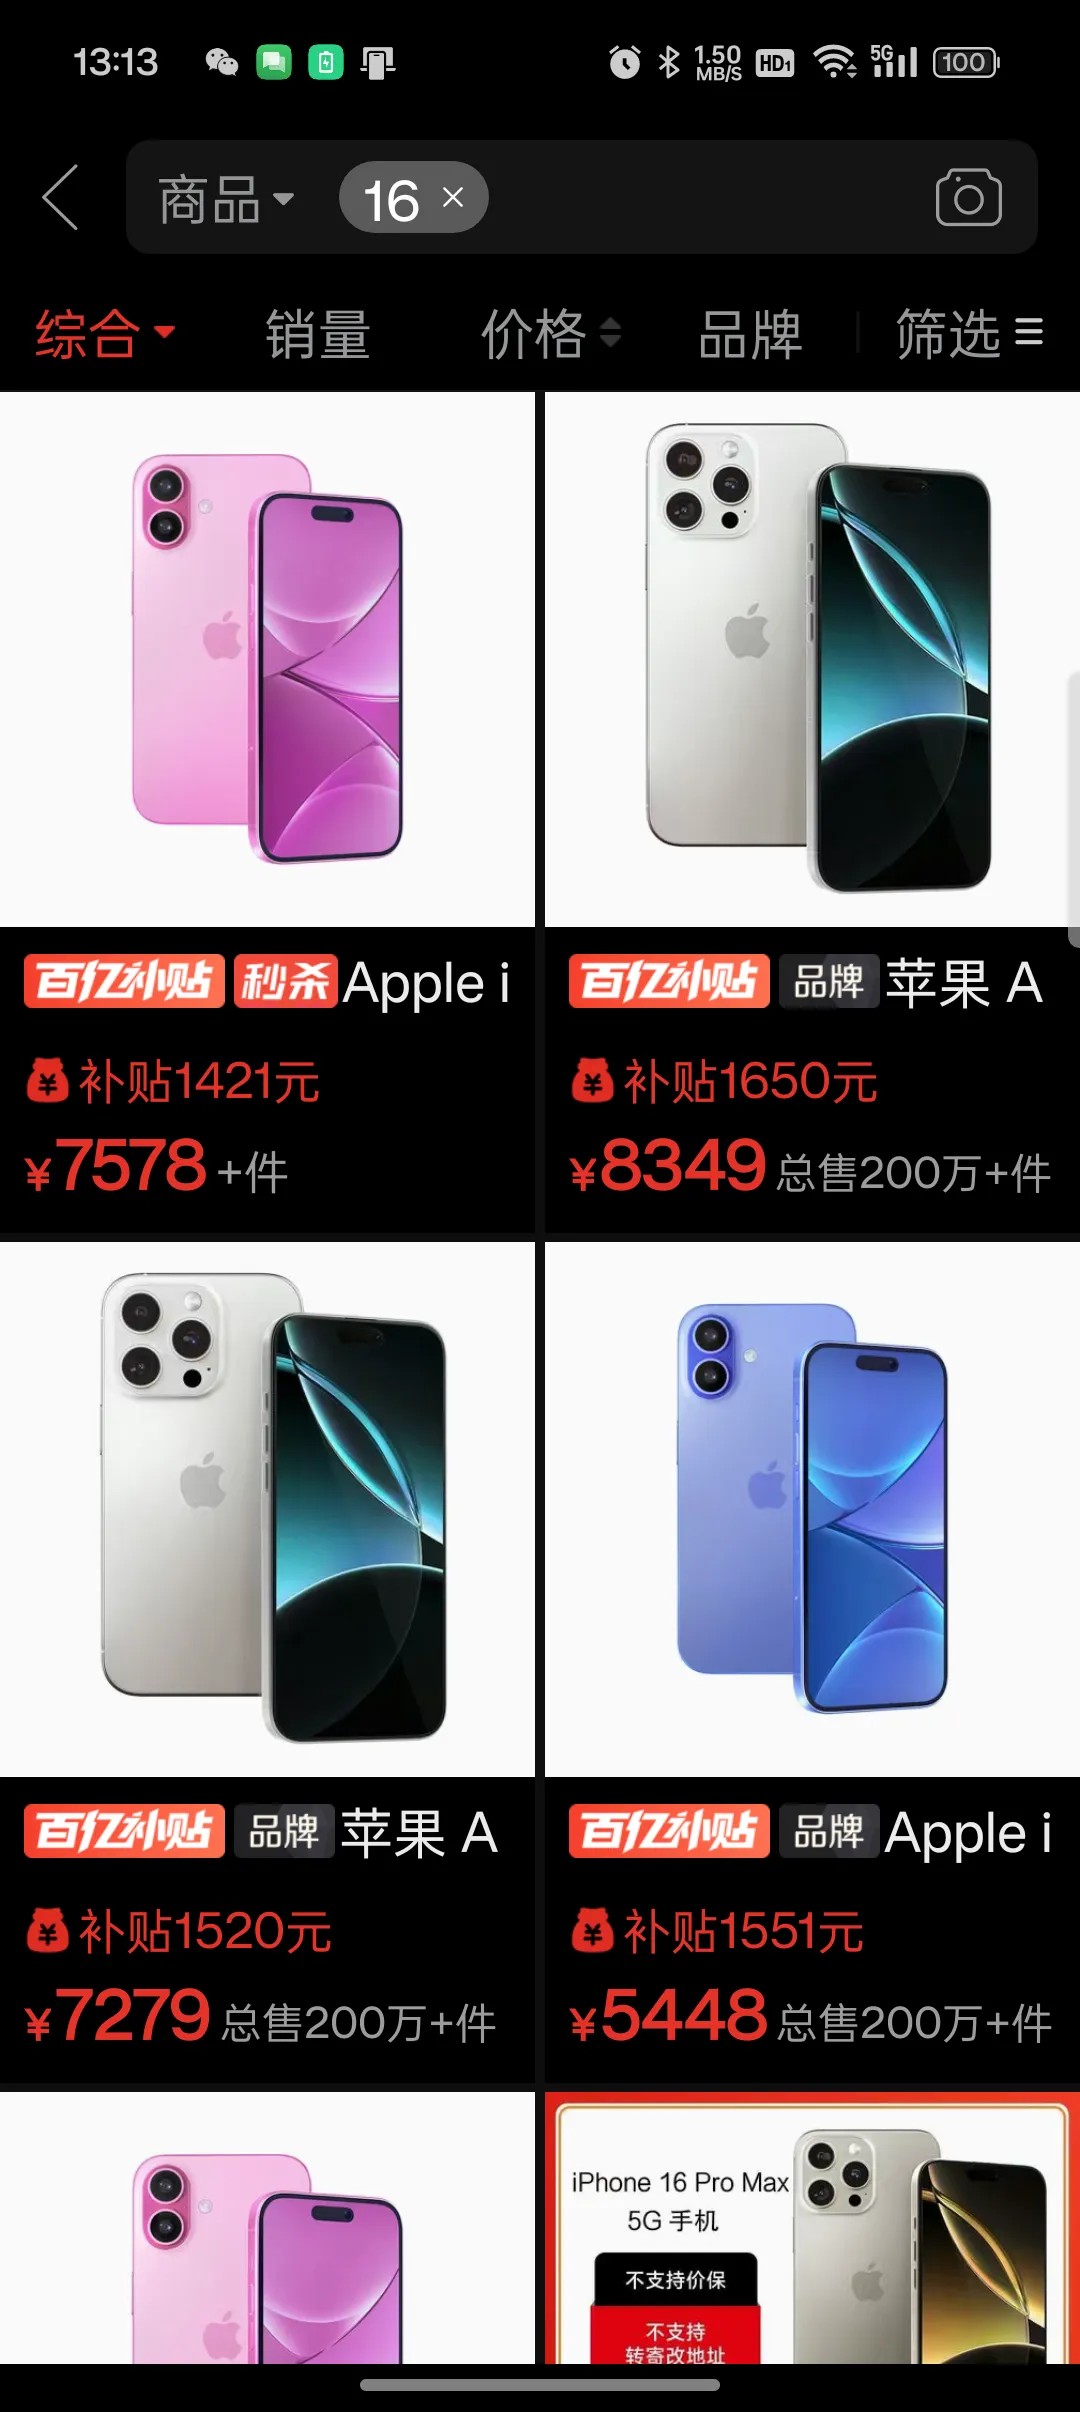 13:13
1.50 MB/S HD1 5G 100
商品 16 ×
综合 销量 价格 品牌 筛选
百亿补贴 秒杀 Apple i
补贴1421元
¥7578 +件
百亿补贴 品牌 苹果 A
补贴1650元
¥8349 总售200万+件
百亿补贴 品牌 苹果 A
补贴1520元
¥7279 总售200万+件
百亿补贴 品牌 Apple i
补贴1551元
¥5448 总售200万+件
iPhone 16 Pro Max
5G 手机
不支持价保
不支持
转寄改地址